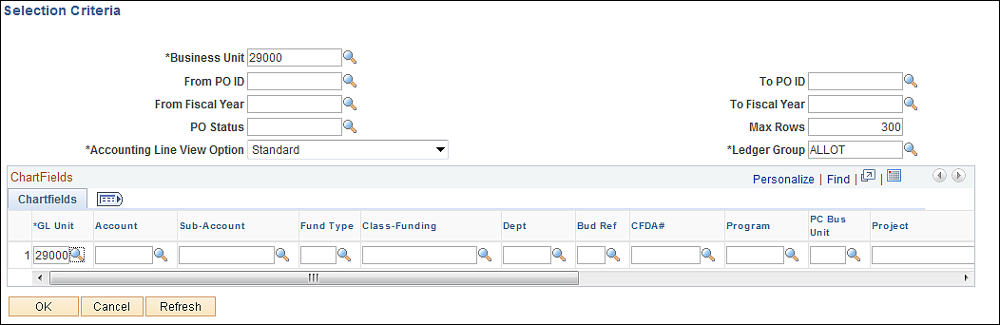 Selection Criteria
*Business Unit 29000
From PO ID To PO ID
From Fiscal Year To Fiscal Year
PO Status Max Rows 300
*Accounting Line View Option Standard *Ledger Group ALLOT
ChartFields Personalize | Find | |
Chartfields
*GL Unit Account Sub-Account Fund Type Class-Funding Dept Bud Ref CFDA# Program PC Bus Unit Project
1 29000
OK Cancel Refresh